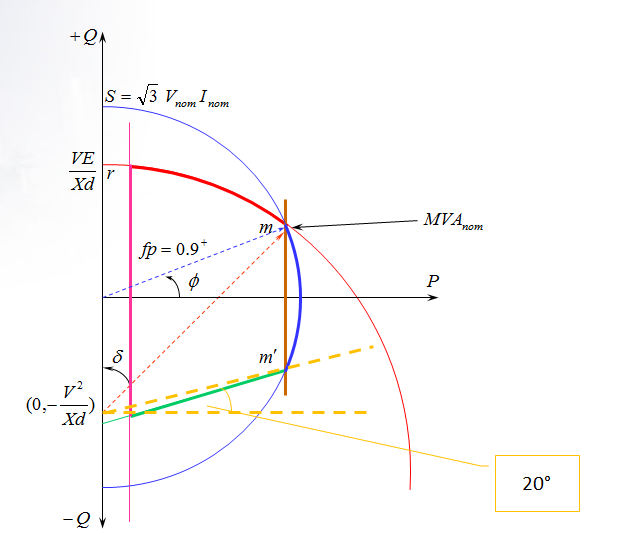 +Q
S = √3 V_nom I_nom
VE/Xd r
m
MVA_nom
fp = 0.9⁺
ϕ
P
δ
m′
(0,−V²/Xd)
20°
−Q